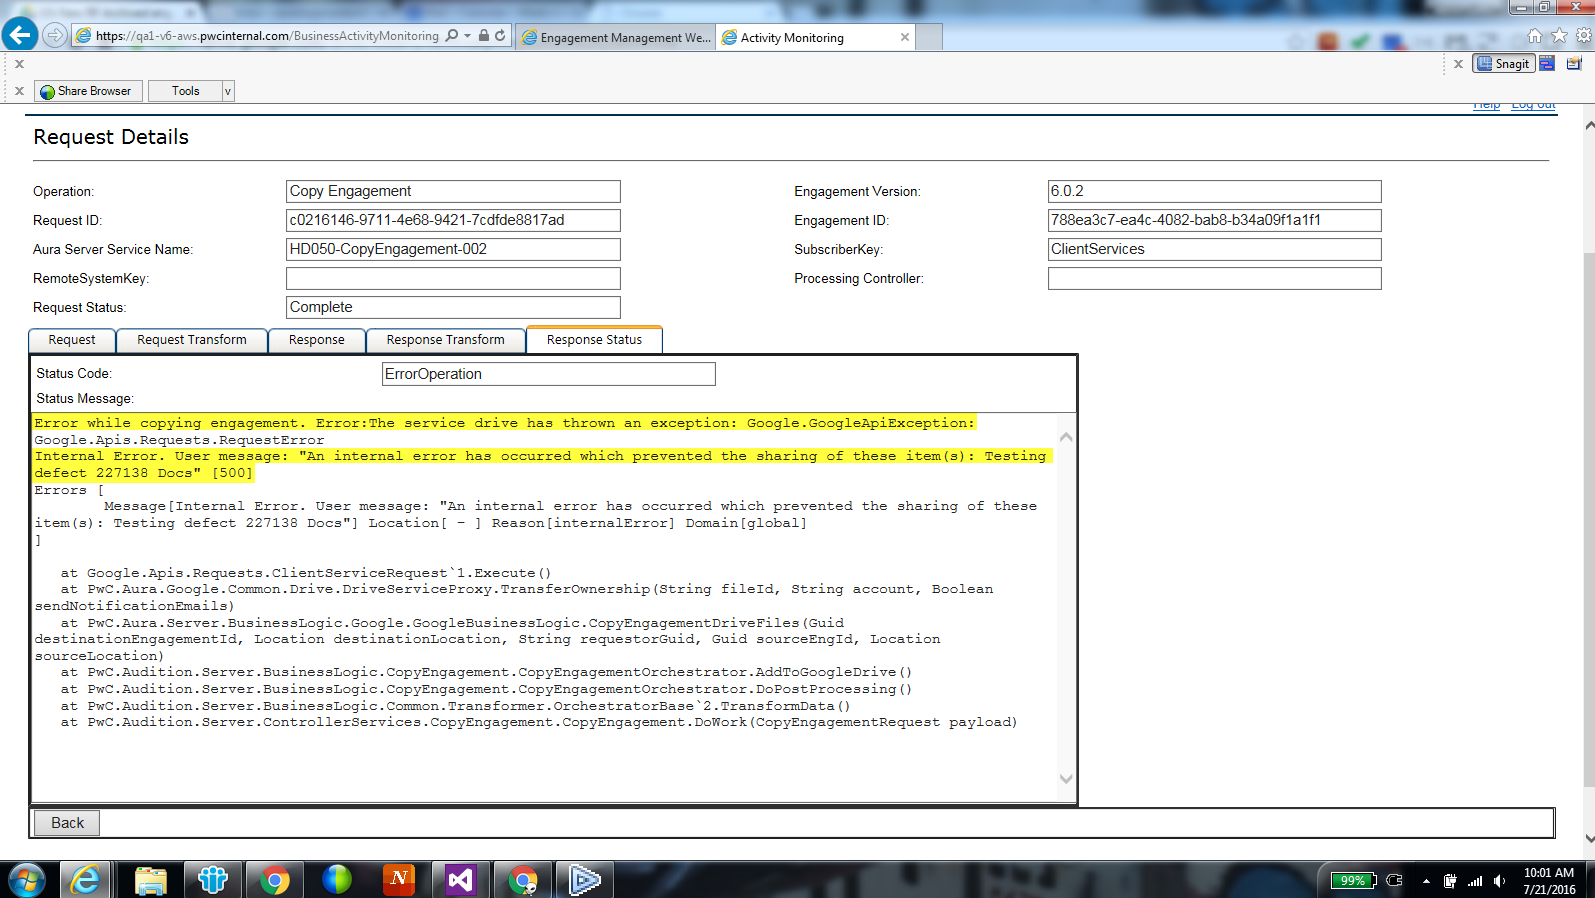 https://qa1-v6-aws.pwcinternal.com/BusinessActivityMonitoring
Engagement Management We...
Activity Monitoring
Snagit
Share Browser
Tools
v
Help
Log out
Request Details
Operation:
Copy Engagement
Engagement Version:
6.0.2
Request ID:
c0216146-9711-4e68-9421-7cdfde8817ad
Engagement ID:
788ea3c7-ea4c-4082-bab8-b34a09f1a1f1
Aura Server Service Name:
HD050-CopyEngagement-002
SubscriberKey:
ClientServices
RemoteSystemKey:
Processing Controller:
Request Status:
Complete
Request
Request Transform
Response
Response Transform
Response Status
Status Code:
ErrorOperation
Status Message:
Error while copying engagement. Error:The service drive has thrown an exception: Google.GoogleApiException:
Google.Apis.Requests.RequestError
Internal Error. User message: "An internal error has occurred which prevented the sharing of these item(s): Testing
defect 227138 Docs" [500]
Errors [
Message[Internal Error. User message: "An internal error has occurred which prevented the sharing of these
item(s): Testing defect 227138 Docs"] Location[ - ] Reason[internalError] Domain[global]
]
at Google.Apis.Requests.ClientServiceRequest`1.Execute()
at PwC.Aura.Google.Common.Drive.DriveServiceProxy.TransferOwnership(String fileId, String account, Boolean
sendNotificationEmails)
at PwC.Aura.Server.BusinessLogic.Google.GoogleBusinessLogic.CopyEngagementDriveFiles(Guid
destinationEngagementId, Location destinationLocation, String requestorGuid, Guid sourceEngId, Location
sourceLocation)
at PwC.Audition.Server.BusinessLogic.CopyEngagement.CopyEngagementOrchestrator.AddToGoogleDrive()
at PwC.Audition.Server.BusinessLogic.CopyEngagement.CopyEngagementOrchestrator.DoPostProcessing()
at PwC.Audition.Server.BusinessLogic.Common.Transformer.OrchestratorBase`2.TransformData()
at PwC.Audition.Server.ControllerServices.CopyEngagement.CopyEngagement.DoWork(CopyEngagementRequest payload)
Back
N
99%
10:01 AM
7/21/2016